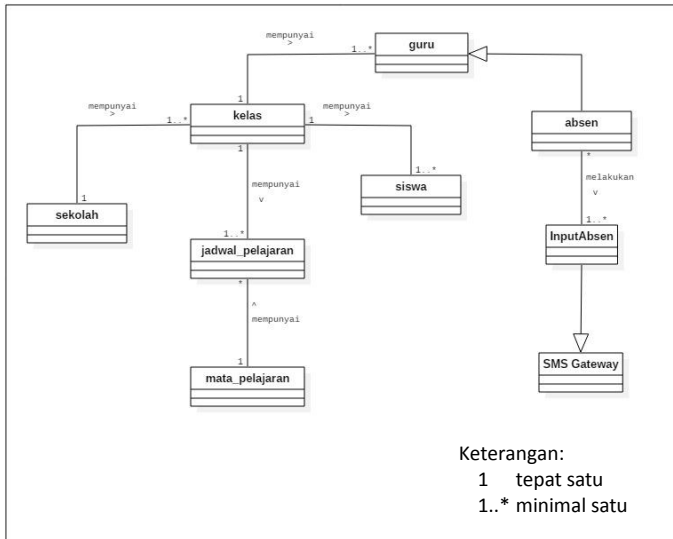 guru
mempunyai
>
1..*
1
kelas
mempunyai
>
1..*
1
sekolah
mempunyai
>
1
1..*
siswa
absen
*
melakukan
v
1..*
InputAbsen
1
mempunyai
v
1..*
jadwal_pelajaran
*
^
mempunyai
1
mata_pelajaran
SMS Gateway
Keterangan:
1 tepat satu
1..* minimal satu